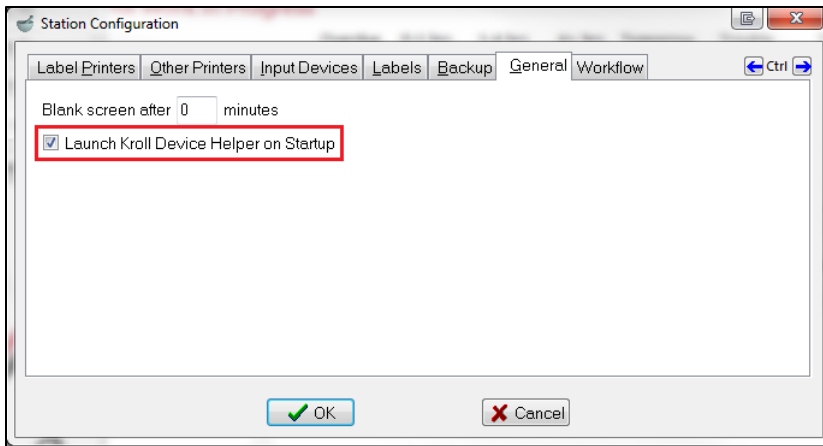 Station Configuration
Label Printers Other Printers Input Devices Labels Backup General Workflow Ctrl
Blank screen after 0 minutes
Launch Kroll Device Helper on Startup
OK Cancel